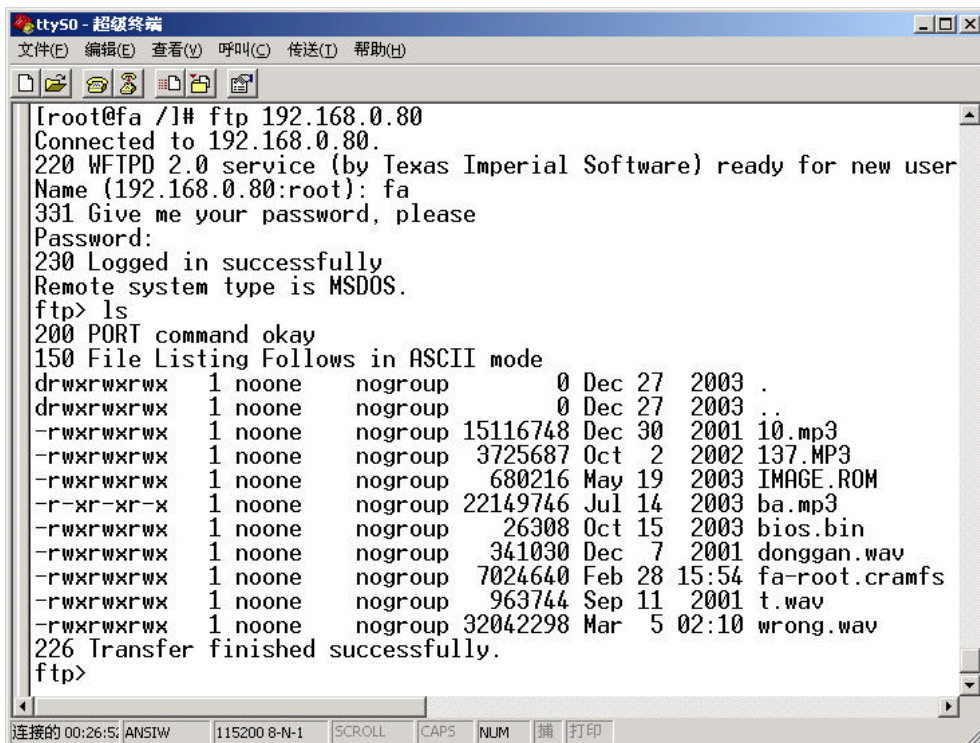 ttyS0 - 超级终端
文件(F) 编辑(E) 查看(V) 呼叫(C) 传送(T) 帮助(H)
[root@fa /]# ftp 192.168.0.80
Connected to 192.168.0.80.
220 WFTPD 2.0 service (by Texas Imperial Software) ready for new user
Name (192.168.0.80:root): fa
331 Give me your password, please
Password:
230 Logged in successfully
Remote system type is MSDOS.
ftp> ls
200 PORT command okay
150 File Listing Follows in ASCII mode
drwxrwxrwx   1 noone    nogroup         0 Dec 27  2003 .
drwxrwxrwx   1 noone    nogroup         0 Dec 27  2003 ..
-rwxrwxrwx   1 noone    nogroup  15116748 Dec 30  2001 10.mp3
-rwxrwxrwx   1 noone    nogroup   3725687 Oct  2  2002 137.MP3
-rwxrwxrwx   1 noone    nogroup    680216 May 19  2003 IMAGE.ROM
-r-xr-xr-x   1 noone    nogroup  22149746 Jul 14  2003 ba.mp3
-rwxrwxrwx   1 noone    nogroup     26308 Oct 15  2003 bios.bin
-rwxrwxrwx   1 noone    nogroup    341030 Dec  7  2001 donggan.wav
-rwxrwxrwx   1 noone    nogroup   7024640 Feb 28 15:54 fa-root.cramfs
-rwxrwxrwx   1 noone    nogroup    963744 Sep 11  2001 t.wav
-rwxrwxrwx   1 noone    nogroup  32042298 Mar  5 02:10 wrong.wav
226 Transfer finished successfully.
ftp>
连接的 00:26:5 ANSIW 115200 8-N-1 SCROLL CAPS NUM 捕 打印